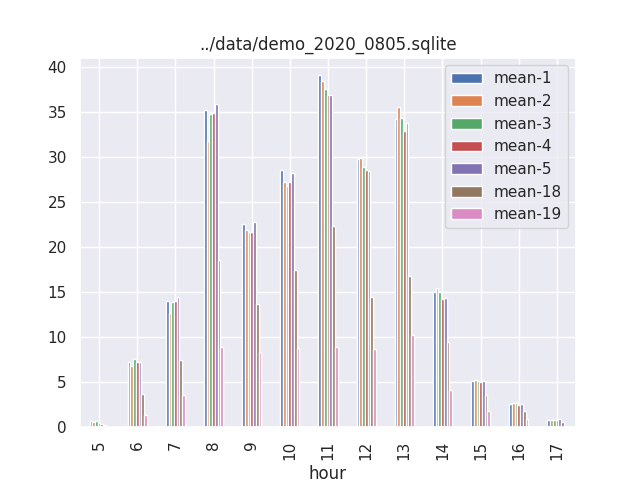 ../data/demo_2020_0805.sqlite
40
35
30
25
20
15
10
5
0
mean-1
mean-2
mean-3
mean-4
mean-5
mean-18
mean-19
5 6 7 8 9 10 11 12 13 14 15 16 17
hour